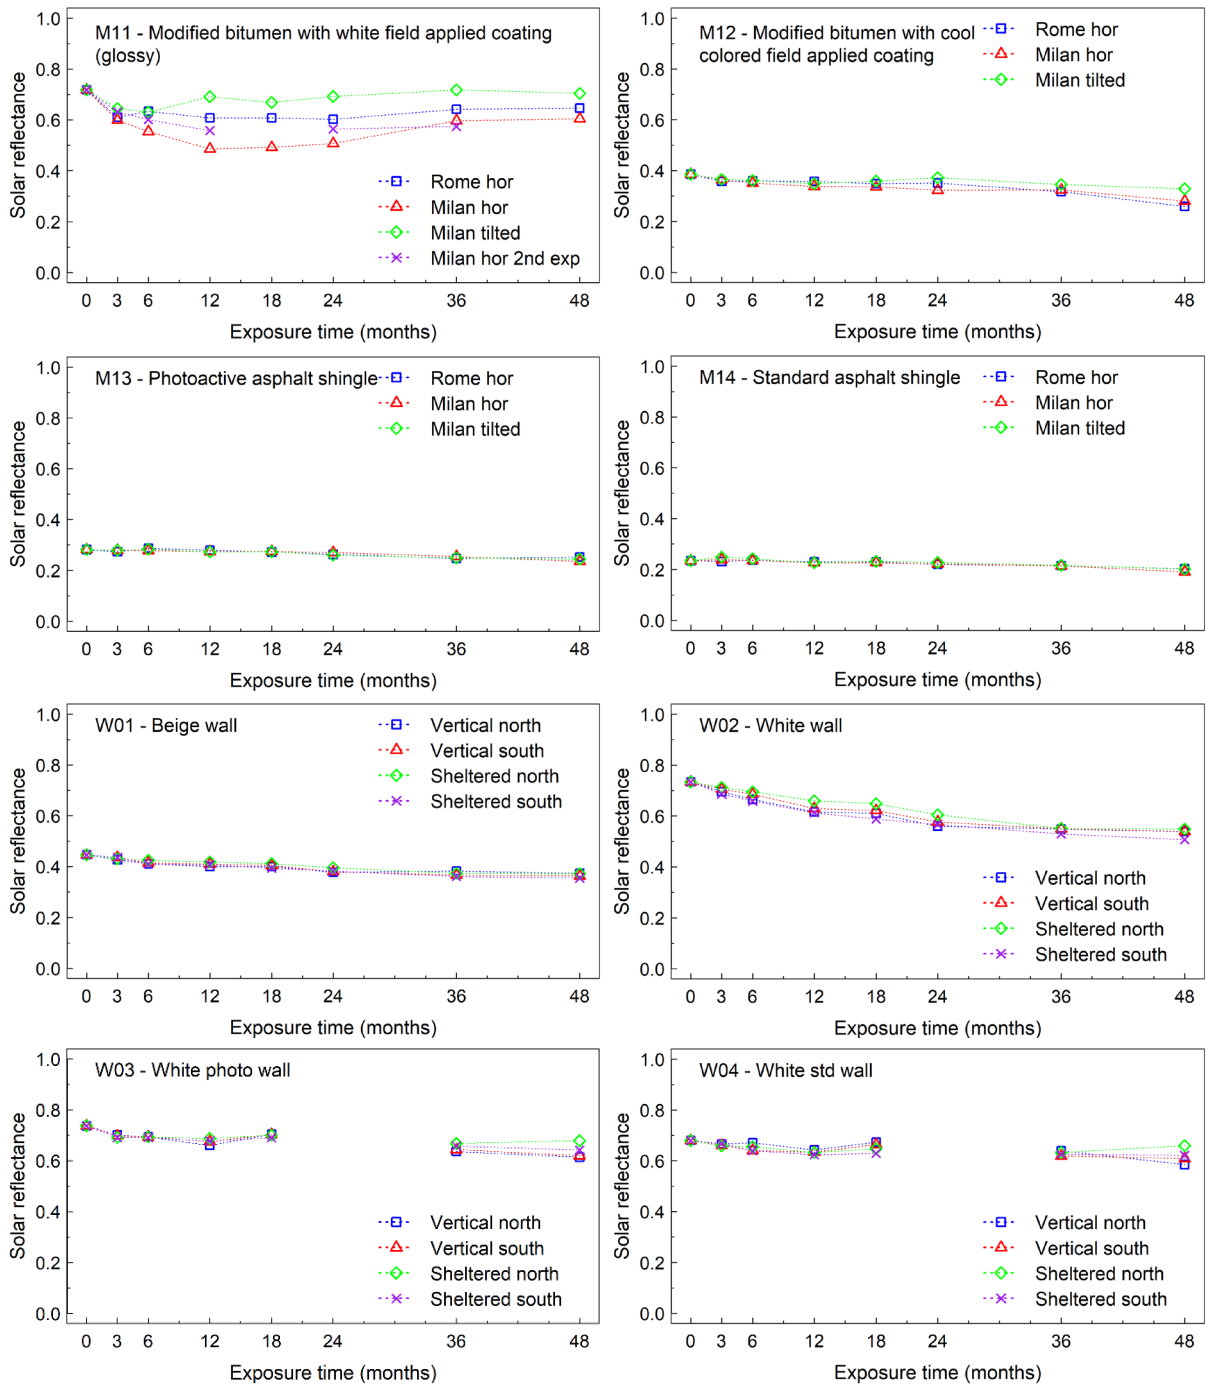 M11 - Modified bitumen with white field applied coating
(glossy)
1.0
0.8
0.6
0.4
0.2
0.0
Solar reflectance
Rome hor
Milan hor
Milan tilted
Milan hor 2nd exp
0 3 6 12 18 24 36 48
Exposure time (months)
M12 - Modified bitumen with cool
colored field applied coating
1.0
0.8
0.6
0.4
0.2
0.0
Solar reflectance
Rome hor
Milan hor
Milan tilted
0 3 6 12 18 24 36 48
Exposure time (months)
M13 - Photoactive asphalt shingle
1.0
0.8
0.6
0.4
0.2
0.0
Solar reflectance
Rome hor
Milan hor
Milan tilted
0 3 6 12 18 24 36 48
Exposure time (months)
M14 - Standard asphalt shingle
1.0
0.8
0.6
0.4
0.2
0.0
Solar reflectance
Rome hor
Milan hor
Milan tilted
0 3 6 12 18 24 36 48
Exposure time (months)
W01 - Beige wall
1.0
0.8
0.6
0.4
0.2
0.0
Solar reflectance
Vertical north
Vertical south
Sheltered north
Sheltered south
0 3 6 12 18 24 36 48
Exposure time (months)
W02 - White wall
1.0
0.8
0.6
0.4
0.2
0.0
Solar reflectance
Vertical north
Vertical south
Sheltered north
Sheltered south
0 3 6 12 18 24 36 48
Exposure time (months)
W03 - White photo wall
1.0
0.8
0.6
0.4
0.2
0.0
Solar reflectance
Vertical north
Vertical south
Sheltered north
Sheltered south
0 3 6 12 18 24 36 48
Exposure time (months)
W04 - White std wall
1.0
0.8
0.6
0.4
0.2
0.0
Solar reflectance
Vertical north
Vertical south
Sheltered north
Sheltered south
0 3 6 12 18 24 36 48
Exposure time (months)